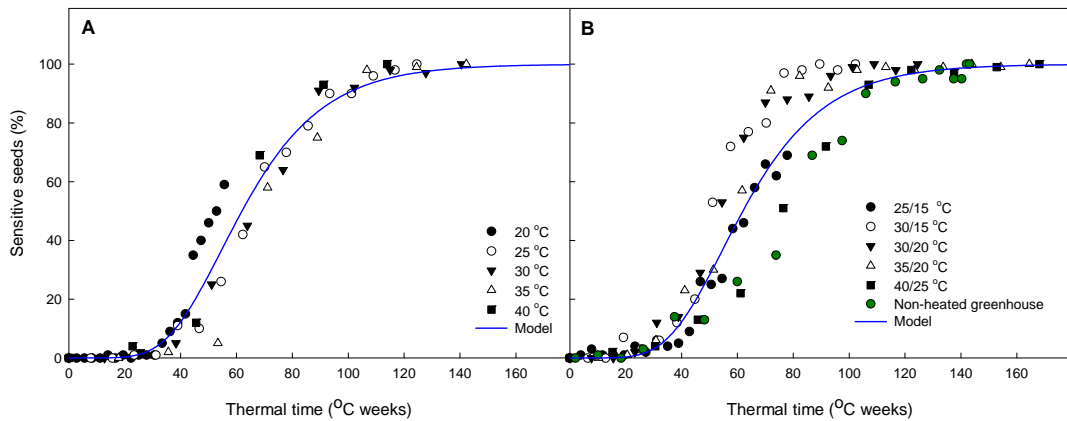 A
B
Sensitive seeds (%)
100
80
60
40
20
0
20 °C
25 °C
30 °C
35 °C
40 °C
Model
25/15 °C
30/15 °C
30/20 °C
35/20 °C
40/25 °C
Non-heated greenhouse
Model
0 20 40 60 80 100 120 140 160
0 20 40 60 80 100 120 140 160
Thermal time (°C weeks)
Thermal time (°C weeks)